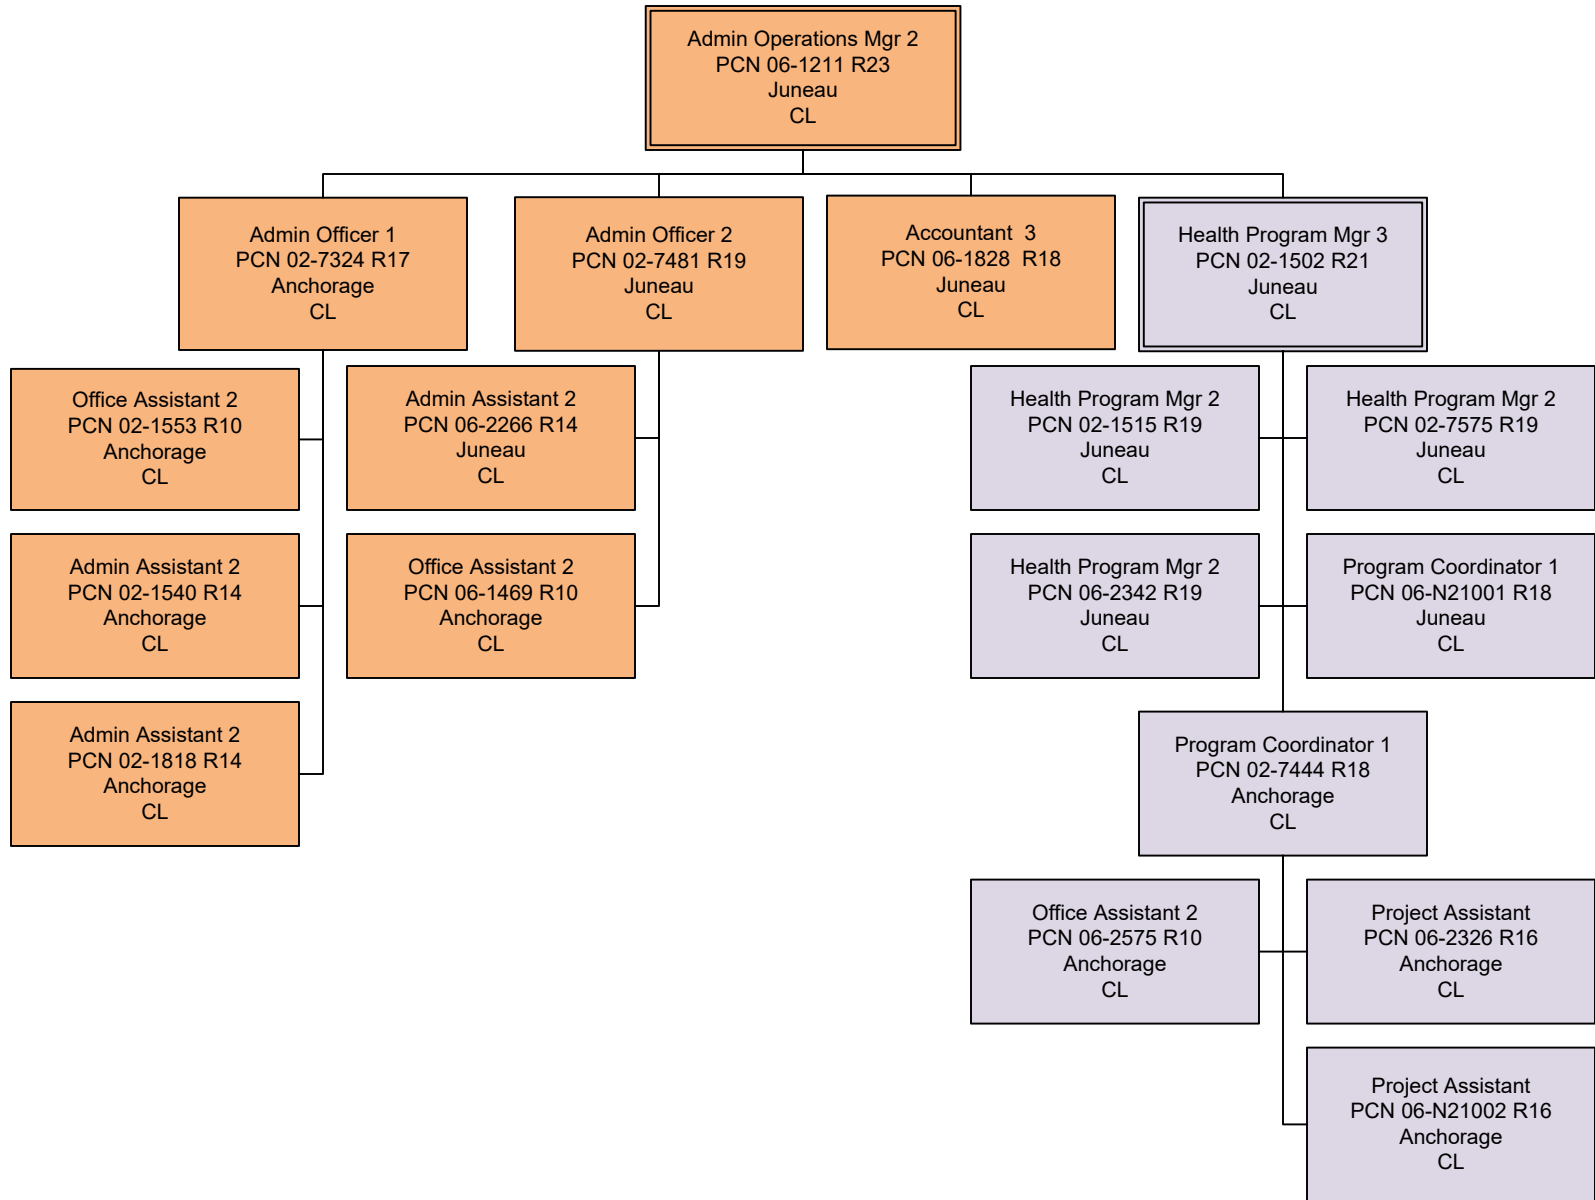 Admin Operations Mgr 2
PCN 06-1211 R23
Juneau
CL
Admin Officer 1
PCN 02-7324 R17
Anchorage
CL
Admin Officer 2
PCN 02-7481 R19
Juneau
CL
Accountant  3
PCN 06-1828  R18
Juneau
CL
Health Program Mgr 3
PCN 02-1502 R21
Juneau
CL
Office Assistant 2
PCN 02-1553 R10
Anchorage
CL
Admin Assistant 2
PCN 06-2266 R14
Juneau
CL
Health Program Mgr 2
PCN 02-1515 R19
Juneau
CL
Health Program Mgr 2
PCN 02-7575 R19
Juneau
CL
Admin Assistant 2
PCN 02-1540 R14
Anchorage
CL
Office Assistant 2
PCN 06-1469 R10
Anchorage
CL
Health Program Mgr 2
PCN 06-2342 R19
Juneau
CL
Program Coordinator 1
PCN 06-N21001 R18
Juneau
CL
Admin Assistant 2
PCN 02-1818 R14
Anchorage
CL
Program Coordinator 1
PCN 02-7444 R18
Anchorage
CL
Office Assistant 2
PCN 06-2575 R10
Anchorage
CL
Project Assistant
PCN 06-2326 R16
Anchorage
CL
Project Assistant
PCN 06-N21002 R16
Anchorage
CL